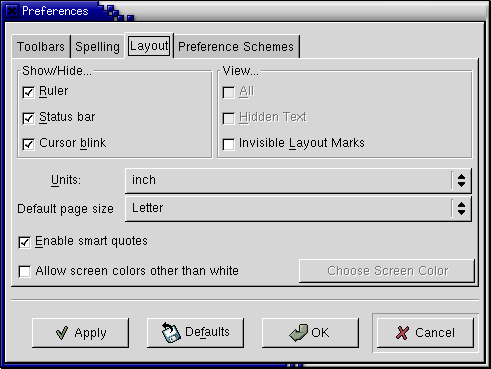 Preferences
Toolbars Spelling Layout Preference Schemes
Show/Hide... View...
Ruler All
Status bar Hidden Text
Cursor blink Invisible Layout Marks
Units: inch
Default page size Letter
Enable smart quotes
Allow screen colors other than white Choose Screen Color
Apply Defaults OK Cancel